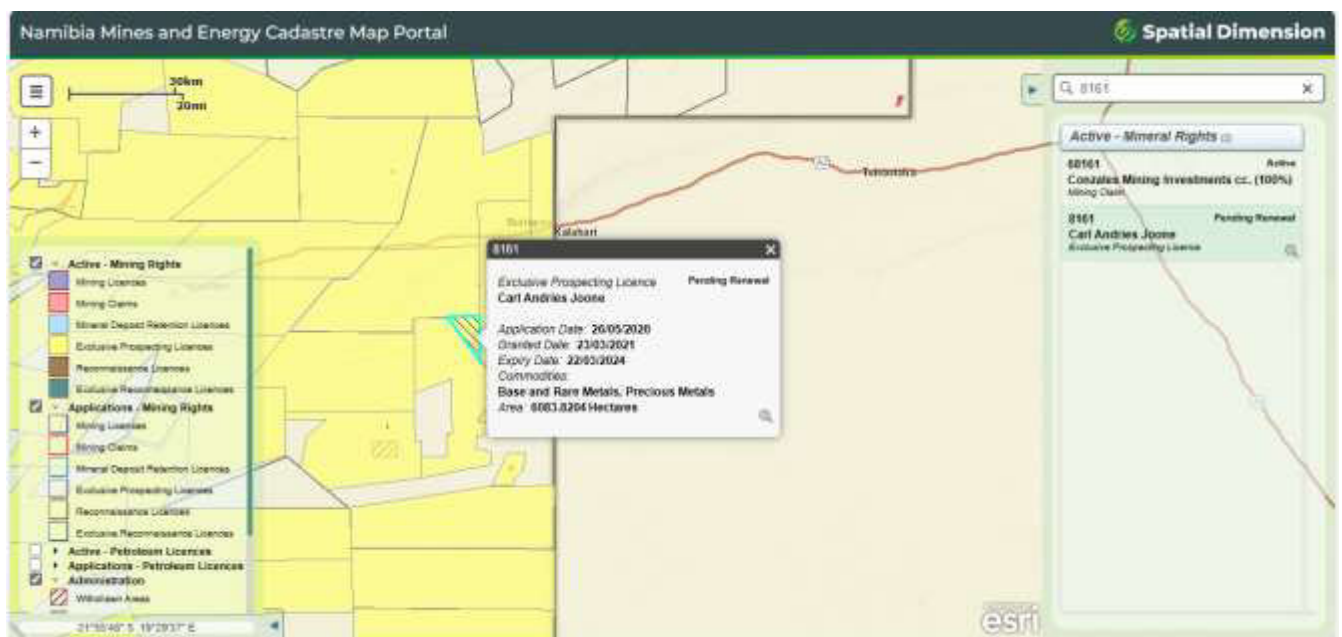 Namibia Mines and Energy Cadastre Map Portal
Spatial Dimension
30km
20mi
+
−
8161
Active - Mineral Rights
60161 Active
Conzales Mining Investments cc. (100%)
Mining Claim
8161 Pending Renewal
Carl Andries Joone
Exclusive Prospecting Licence
Kalahari
8161
Exclusive Prospecting Licence Pending Renewal
Carl Andries Joone
Application Date: 26/05/2020
Granted Date: 23/03/2021
Expiry Date: 22/03/2024
Commodities:
Base and Rare Metals, Precious Metals
Area: 6083.8204 Hectares
Active - Mining Rights
Mining Licences
Mining Claims
Mineral Deposit Retention Licences
Exclusive Prospecting Licences
Reconnaissance Licences
Exclusive Reconnaissance Licences
Applications - Mining Rights
Mining Licenses
Mining Claims
Mineral Deposit Retention Licences
Exclusive Prospecting Licences
Reconnaissance Licences
Exclusive Reconnaissance Licences
Active - Petroleum Licences
Applications - Petroleum Licences
Administration
Withdrawn Areas
esri